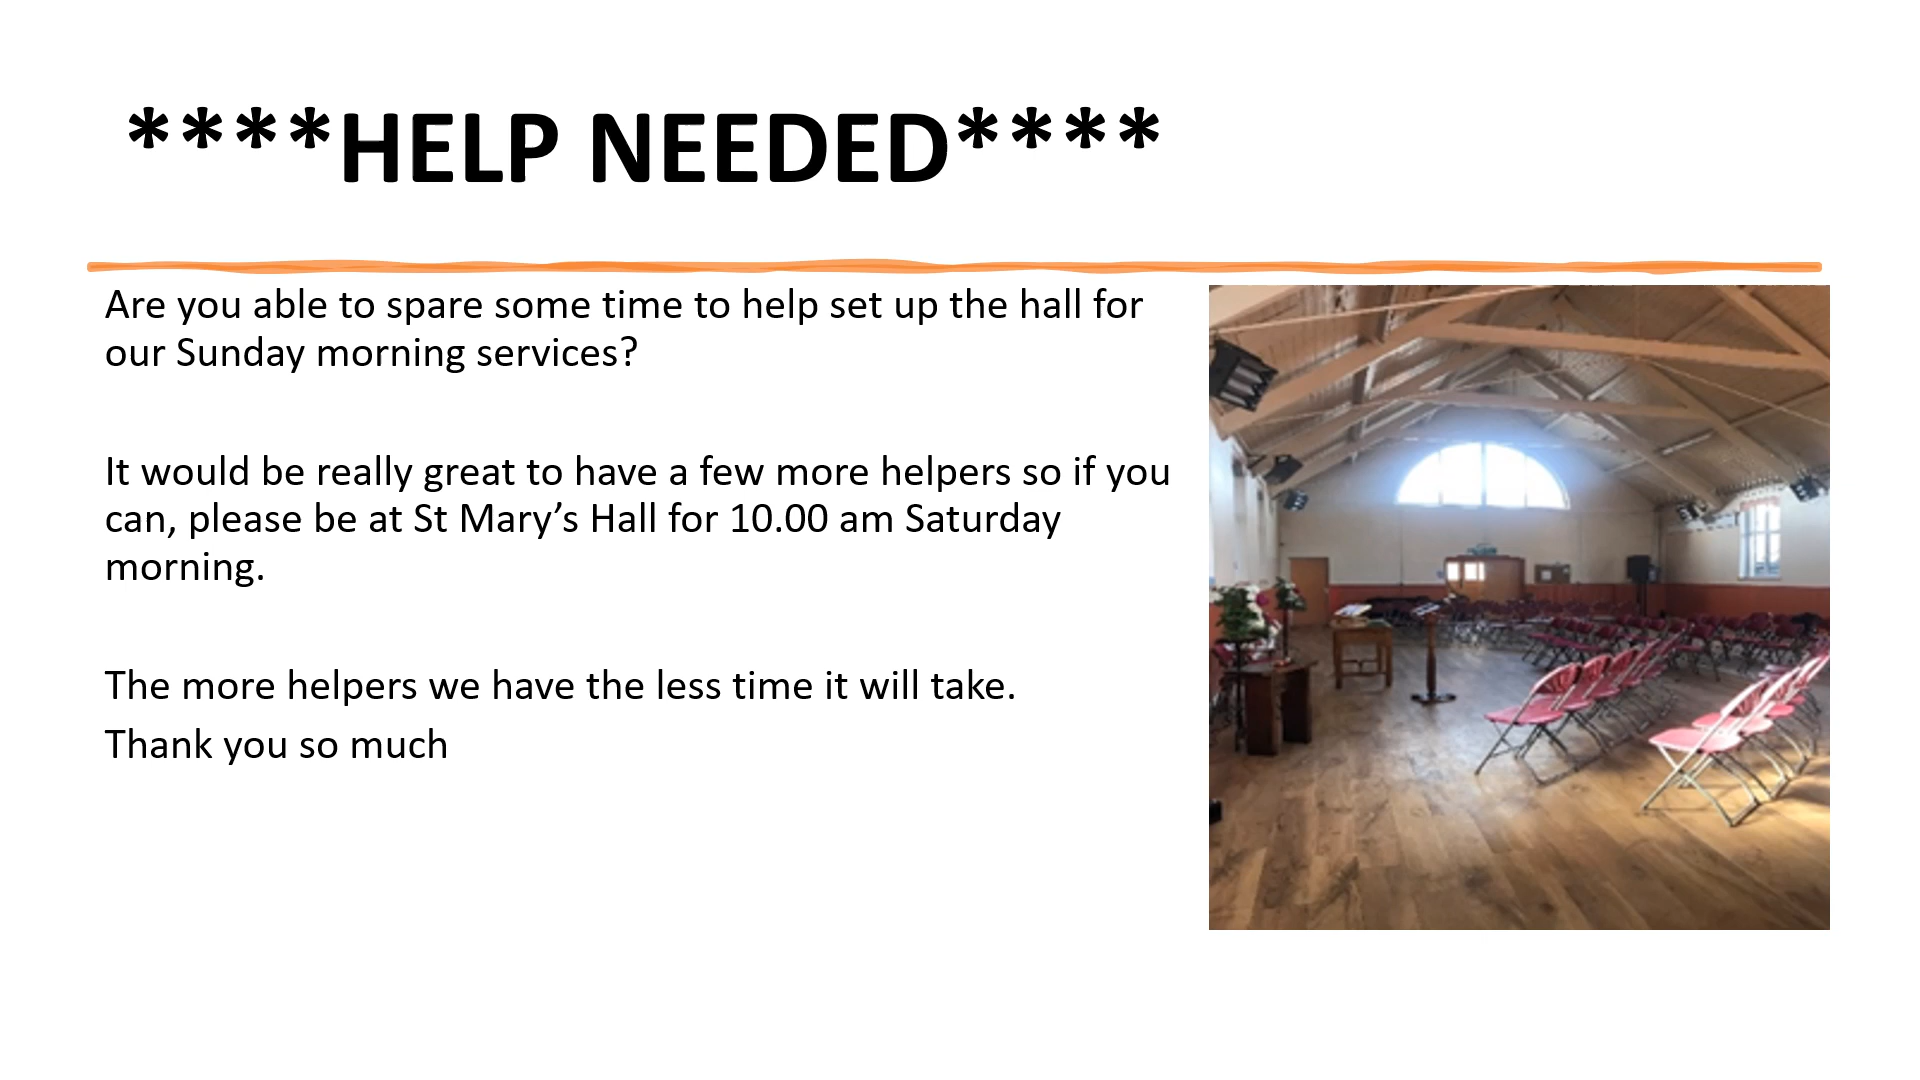 ****HELP NEEDED****
Are you able to spare some time to help set up the hall for
our Sunday morning services?
It would be really great to have a few more helpers so if you
can, please be at St Mary’s Hall for 10.00 am Saturday
morning.
The more helpers we have the less time it will take.
Thank you so much